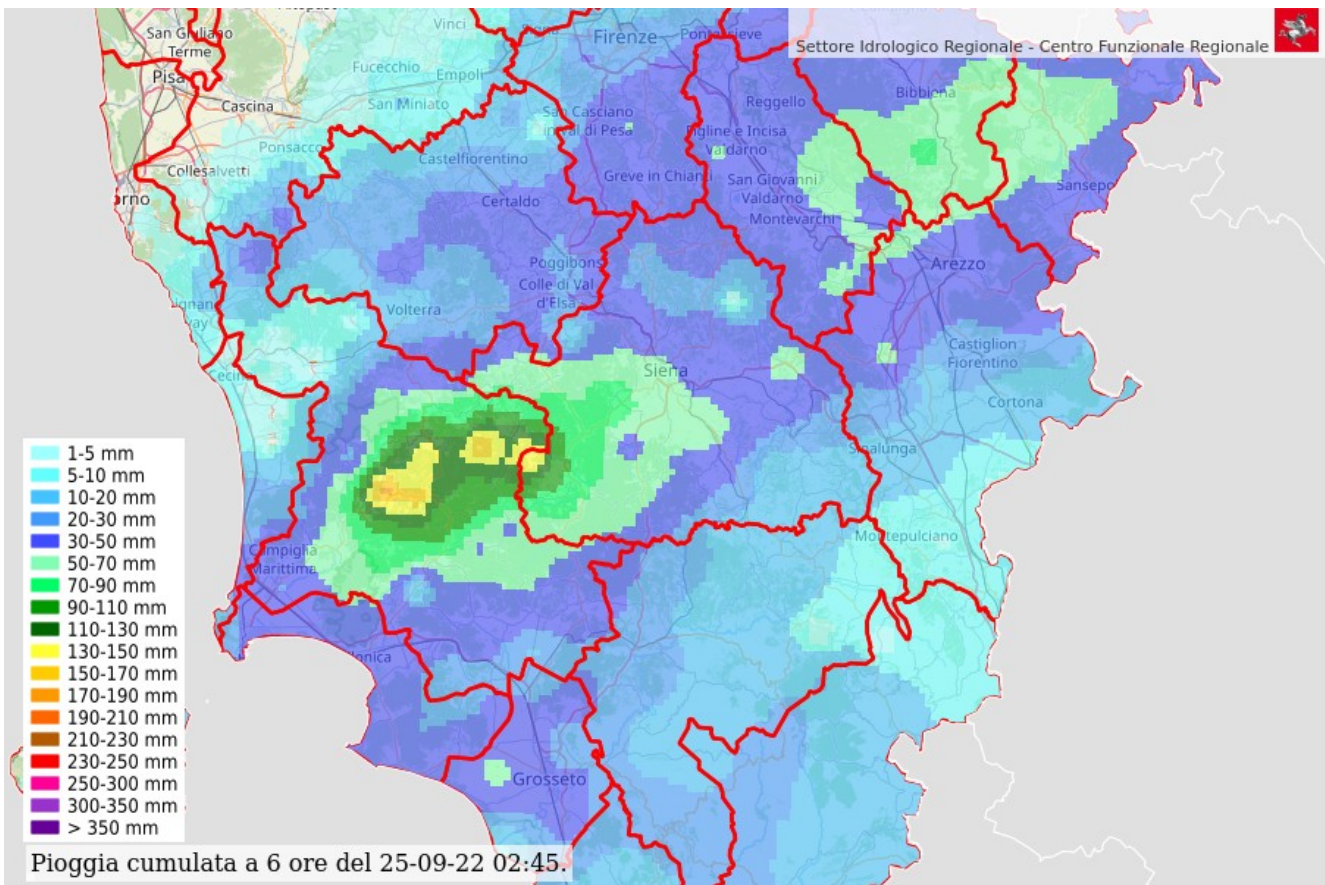 Vinci
Firenze
Pontassieve
San Giuliano
Terme
Settore Idrologico Regionale - Centro Funzionale Regionale
Fucecchio
Empoli
Pisa
Bibbiena
Cascina
San Miniato
San Casciano
in val di Pesa
Reggello
Figline e Incisa
Valdarno
Ponsacco
Castelfiorentino
Collesalvetti
Greve in Chianti
San Giovanni
Valdarno
Sansepo
orno
Certaldo
Montevarchi
Poggibons
Arezzo
Colle di Val
d'Elsa
Volterra
ignan
Castiglion
Fiorentino
Siena
Cecin
Cortona
Sinalunga
Montepulciano
Campiglia
Marittima
lonica
Grosseto
1-5 mm
5-10 mm
10-20 mm
20-30 mm
30-50 mm
50-70 mm
70-90 mm
90-110 mm
110-130 mm
130-150 mm
150-170 mm
170-190 mm
190-210 mm
210-230 mm
230-250 mm
250-300 mm
300-350 mm
> 350 mm
Pioggia cumulata a 6 ore del 25-09-22 02:45.